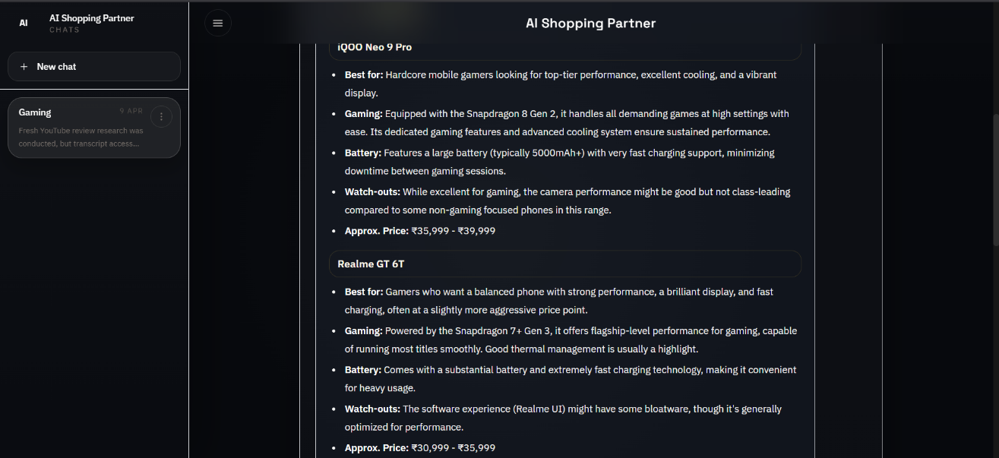 AI
AI Shopping Partner
CHATS
+ New chat
Gaming
9 APR
Fresh YouTube review research was
conducted, but transcript access...
AI Shopping Partner
iQOO Neo 9 Pro
• Best for: Hardcore mobile gamers looking for top-tier performance, excellent cooling, and a vibrant
display.
• Gaming: Equipped with the Snapdragon 8 Gen 2, it handles all demanding games at high settings with
ease. Its dedicated gaming features and advanced cooling system ensure sustained performance.
• Battery: Features a large battery (typically 5000mAh+) with very fast charging support, minimizing
downtime between gaming sessions.
• Watch-outs: While excellent for gaming, the camera performance might be good but not class-leading
compared to some non-gaming focused phones in this range.
• Approx. Price: ₹35,999 - ₹39,999
Realme GT 6T
• Best for: Gamers who want a balanced phone with strong performance, a brilliant display, and fast
charging, often at a slightly more aggressive price point.
• Gaming: Powered by the Snapdragon 7+ Gen 3, it offers flagship-level performance for gaming, capable
of running most titles smoothly. Good thermal management is usually a highlight.
• Battery: Comes with a substantial battery and extremely fast charging technology, making it convenient
for heavy usage.
• Watch-outs: The software experience (Realme UI) might have some bloatware, though it's generally
optimized for performance.
• Approx. Price: ₹30,999 - ₹35,999